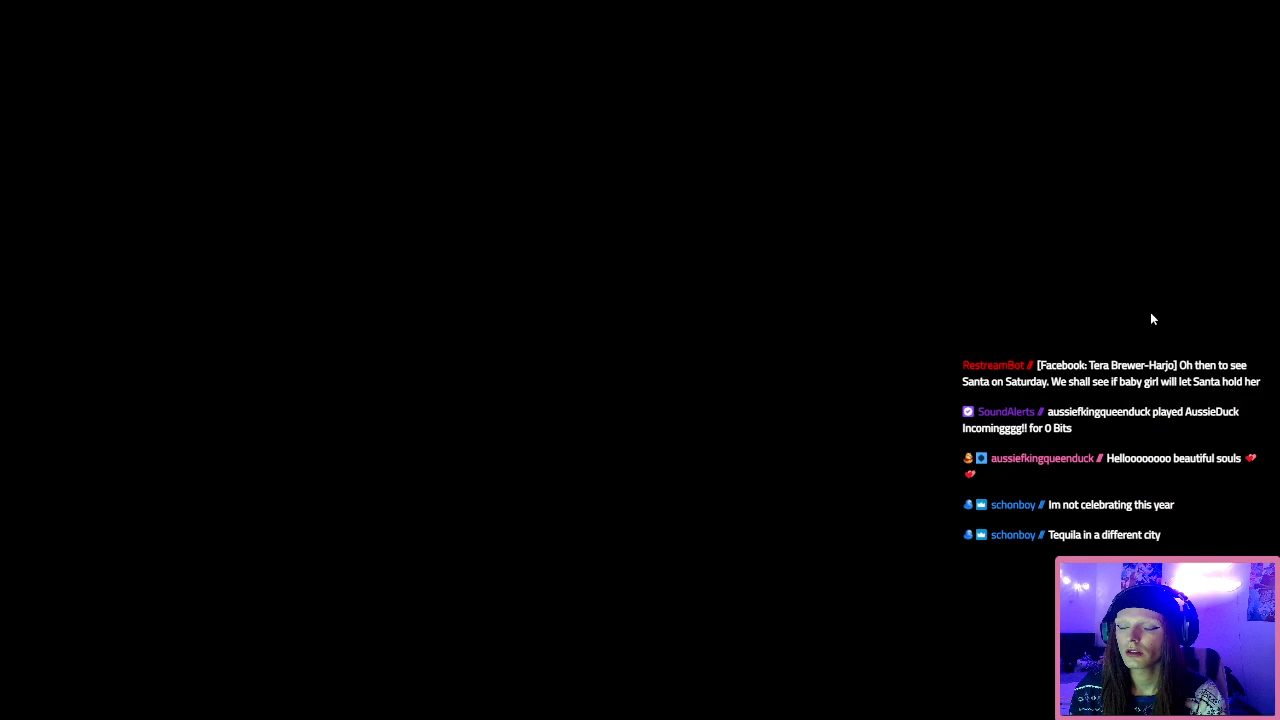 RestreamBot // [Facebook: Tera Brewer-Harjo] Oh then to see
Santa on Saturday. We shall see if baby girl will let Santa hold her
SoundAlerts // aussiefkingqueenduck played AussieDuck
Incomingggg!! for 0 Bits
aussiefkingqueenduck // Helloooooooo beautiful souls
schonboy // Im not celebrating this year
schonboy // Tequila in a different city